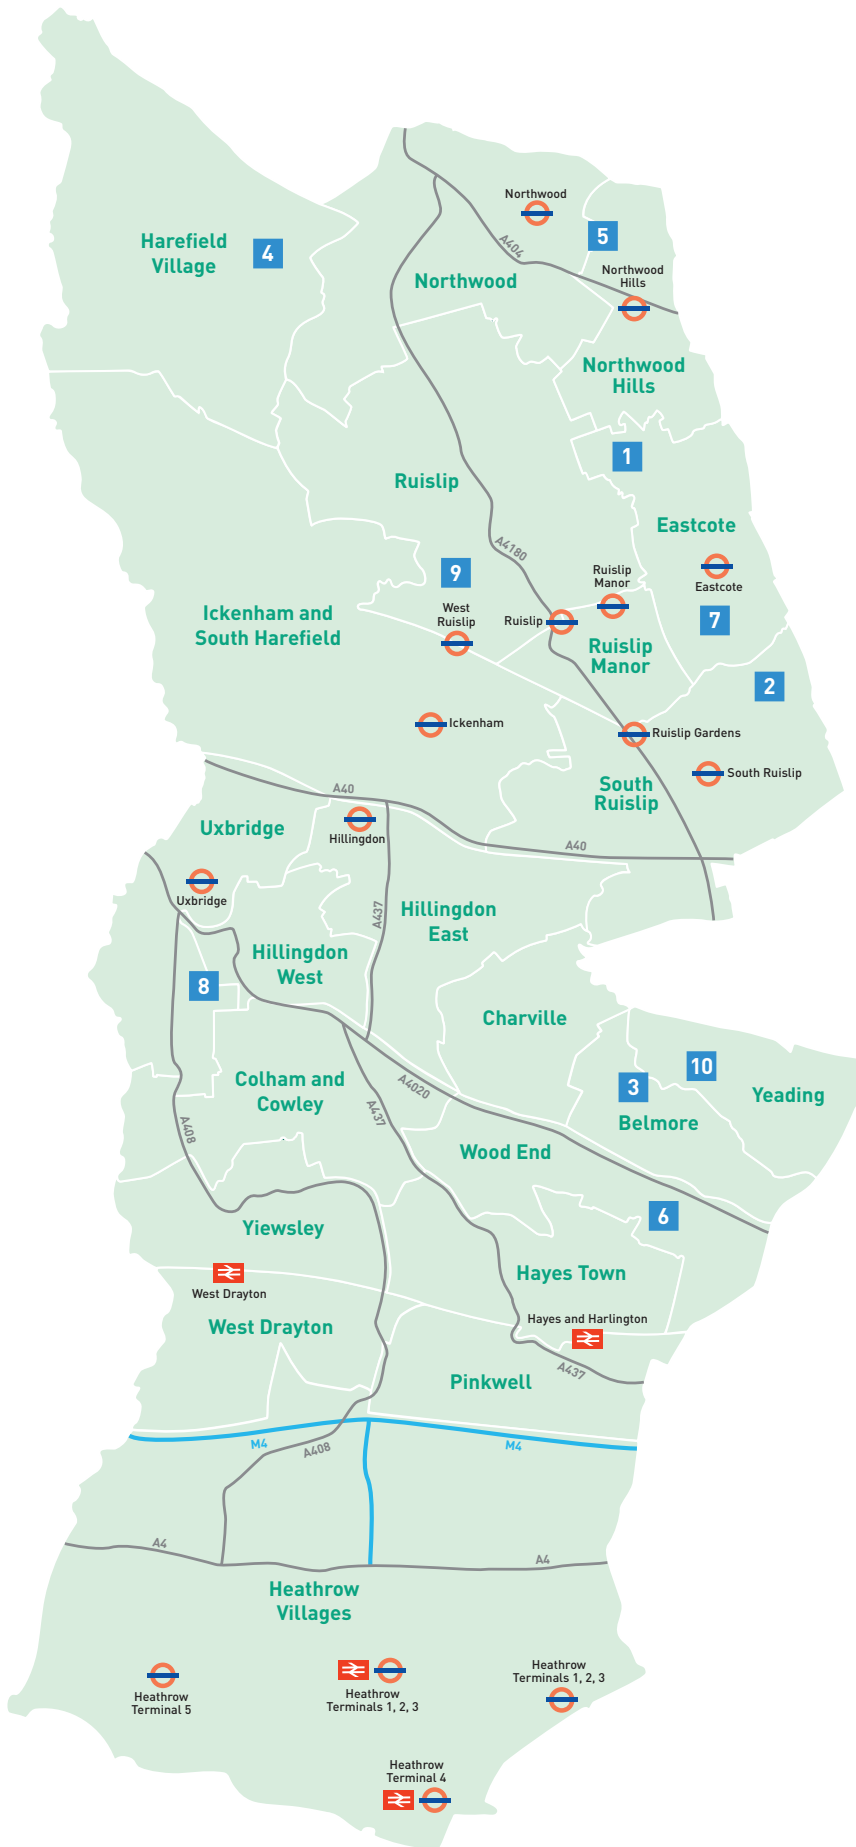 Northwood
5
A404
Harefield
Village
4
Northwood
Hills
Northwood
Northwood
Hills
1
Ruislip
Eastcote
A4180
9
Ruislip
Manor
Eastcote
Ickenham and
South Harefield
West
Ruislip
Ruislip
7
Ruislip
Manor
2
Ickenham
Ruislip Gardens
South Ruislip
South
Ruislip
A40
Uxbridge
Hillingdon
A40
Uxbridge
A437
Hillingdon
East
Hillingdon
West
8
Charville
Colham and
Cowley
A4020
3
10
Yeading
A437
Belmore
A408
Wood End
Yiewsley
6
West Drayton
Hayes Town
West Drayton
Hayes and Harlington
A437
Pinkwell
M4
A408
M4
A4
A4
Heathrow
Villages
Heathrow
Terminal 5
Heathrow
Terminals 1, 2, 3
Heathrow
Terminals 1, 2, 3
Heathrow
Terminal 4